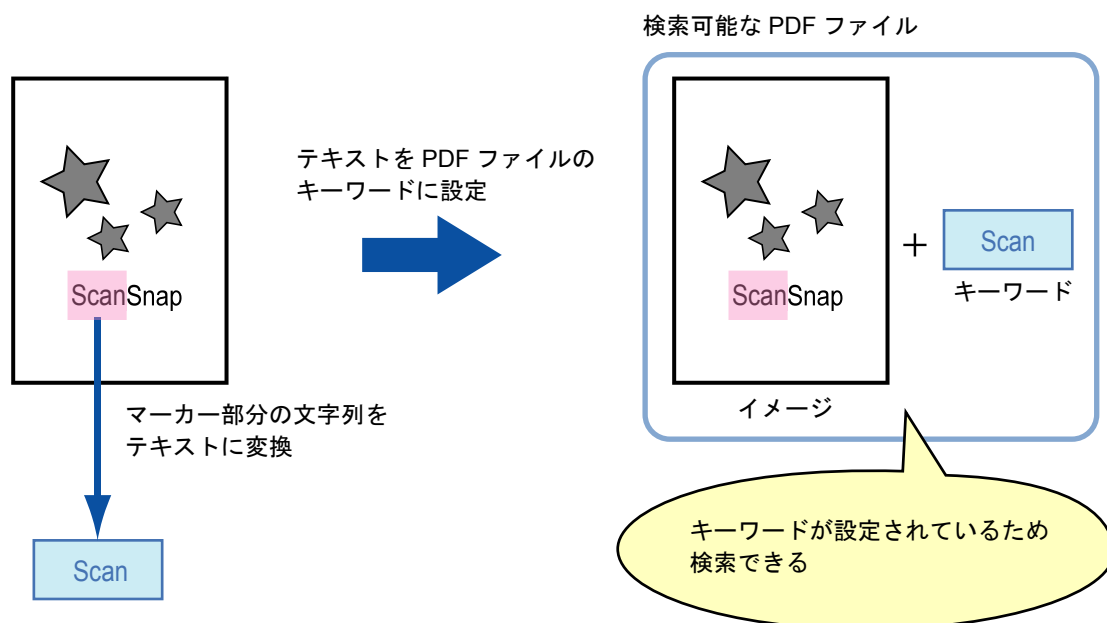 検索可能な PDF ファイル
テキストを PDF ファイルの
キーワードに設定
ScanSnap
マーカー部分の文字列を
テキストに変換
Scan
ScanSnap
イメージ
+
Scan
キーワード
キーワードが設定されているため
検索できる